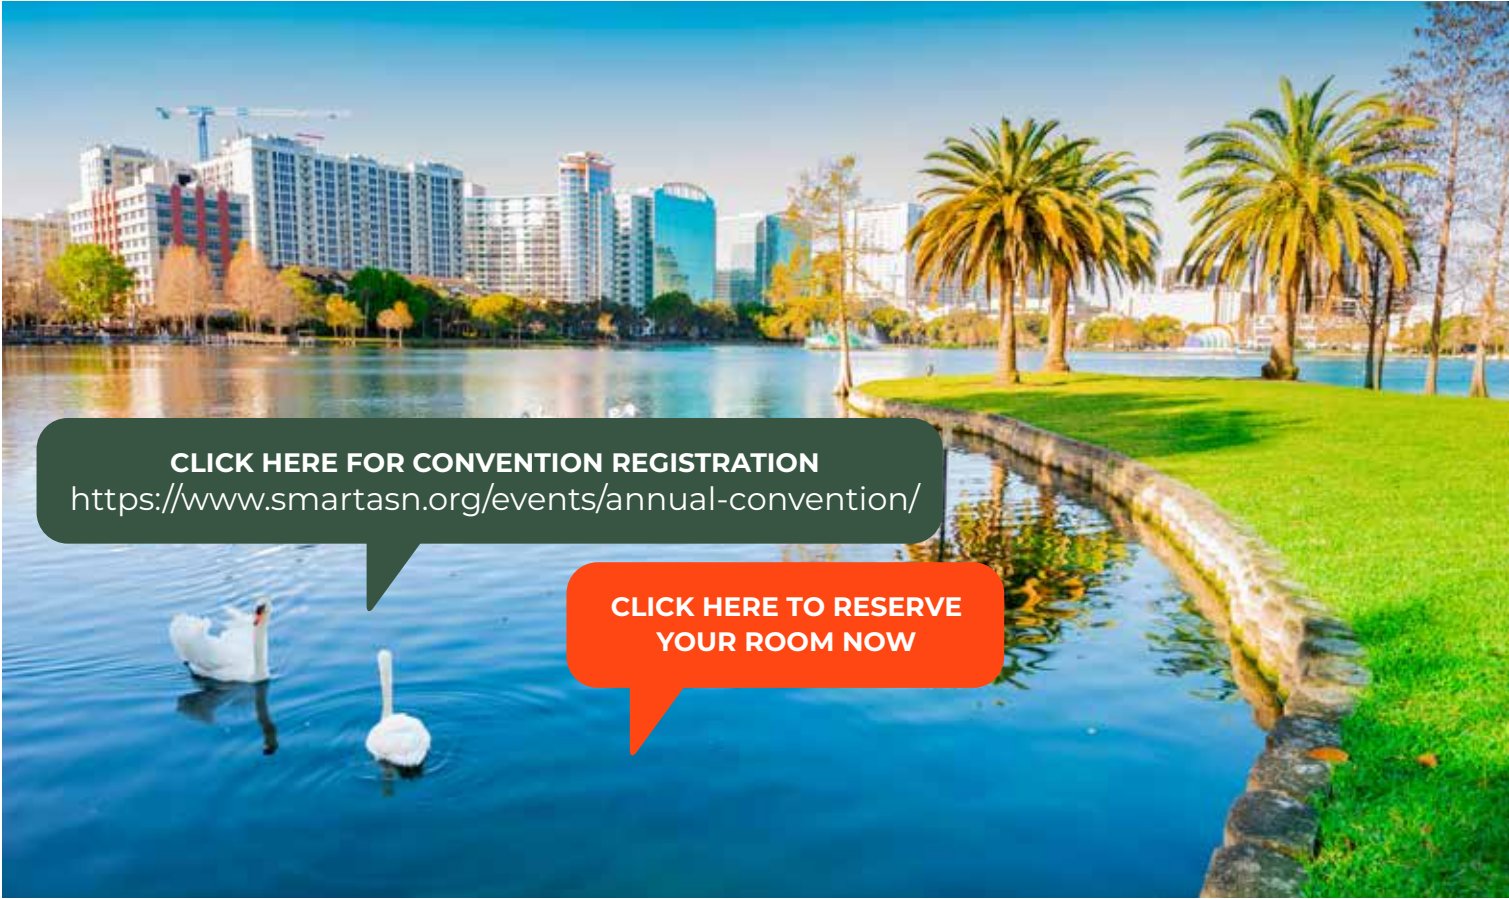 CLICK HERE FOR CONVENTION REGISTRATION
https://www.smartasn.org/events/annual-convention/
CLICK HERE TO RESERVE
YOUR ROOM NOW